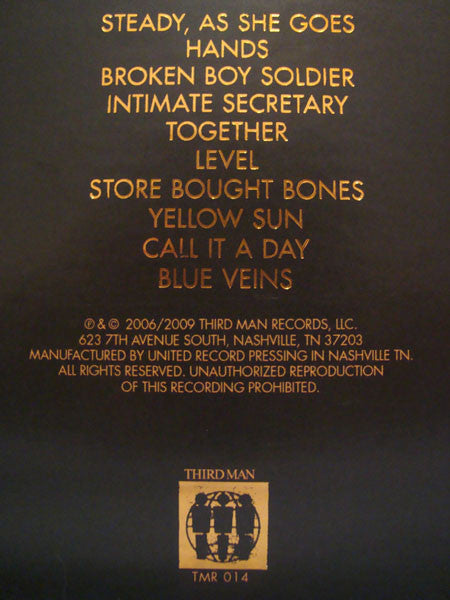 STEADY, AS SHE GOES
HANDS
BROKEN BOY SOLDIER
INTIMATE SECRETARY
TOGETHER
LEVEL
STORE BOUGHT BONES
YELLOW SUN
CALL IT A DAY
BLUE VEINS
℗ & © 2006/2009 THIRD MAN RECORDS, LLC.
623 7TH AVENUE SOUTH, NASHVILLE, TN 37203
MANUFACTURED BY UNITED RECORD PRESSING IN NASHVILLE TN.
ALL RIGHTS RESERVED. UNAUTHORIZED REPRODUCTION
OF THIS RECORDING PROHIBITED.
THIRD MAN
TMR 014